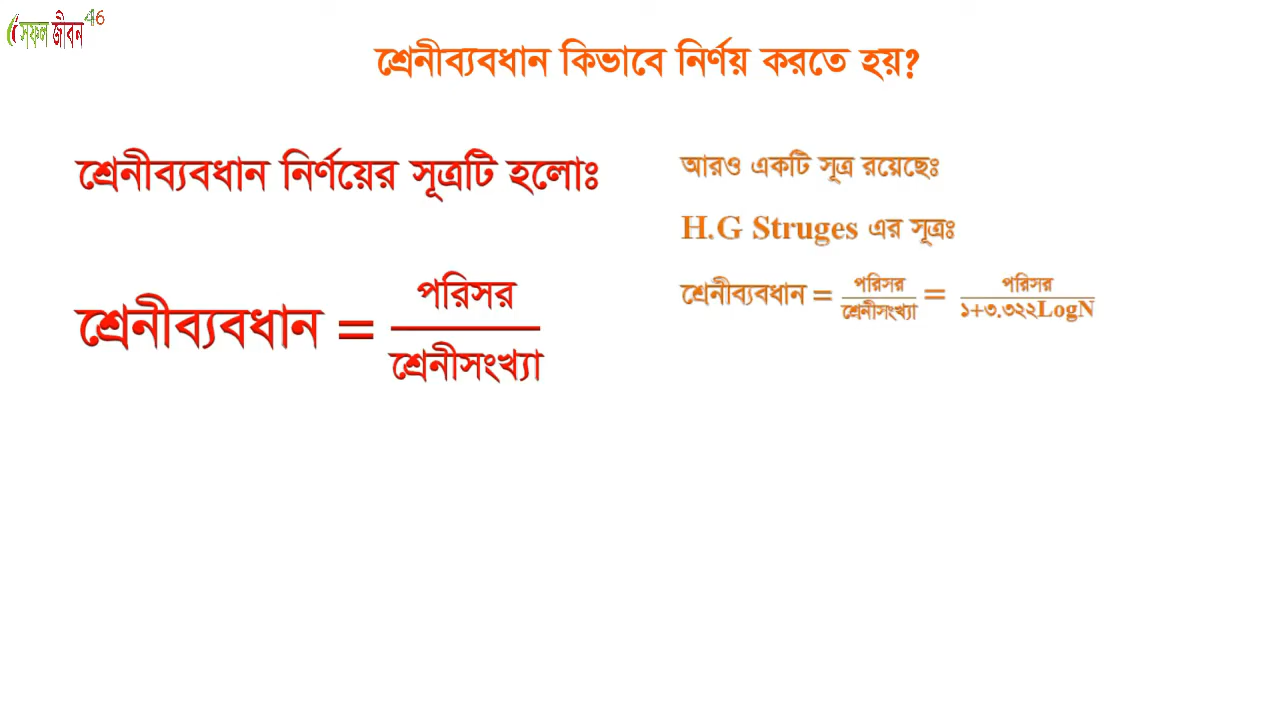 সফল জীবন 46
শ্রেনীব্যবধান কিভাবে নির্ণয় করতে হয়?
শ্রেনীব্যবধান নির্ণয়ের সূত্রটি হলোঃ
শ্রেনীব্যবধান = পরিসর / শ্রেনীসংখ্যা
আরও একটি সূত্র রয়েছেঃ
H.G Struges এর সূত্রঃ
শ্রেনীব্যবধান = পরিসর / শ্রেনীসংখ্যা = পরিসর / ১+৩.৩২২LogN